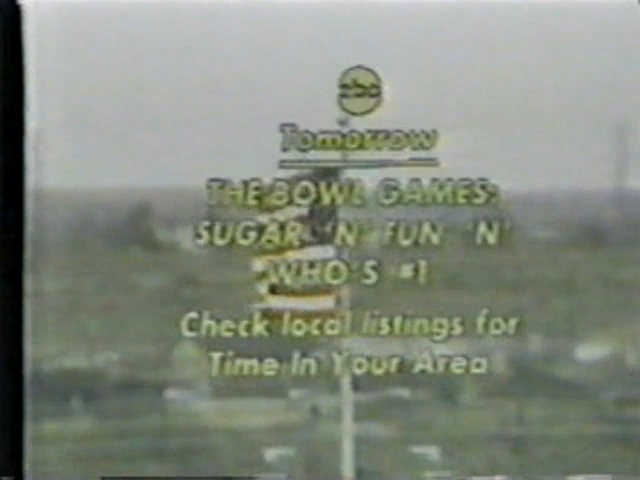 abc
Tomorrow
THE BOWL GAMES:
SUGAR 'N' FUN 'N'
WHO'S #1
Check local listings for
Time In Your Area